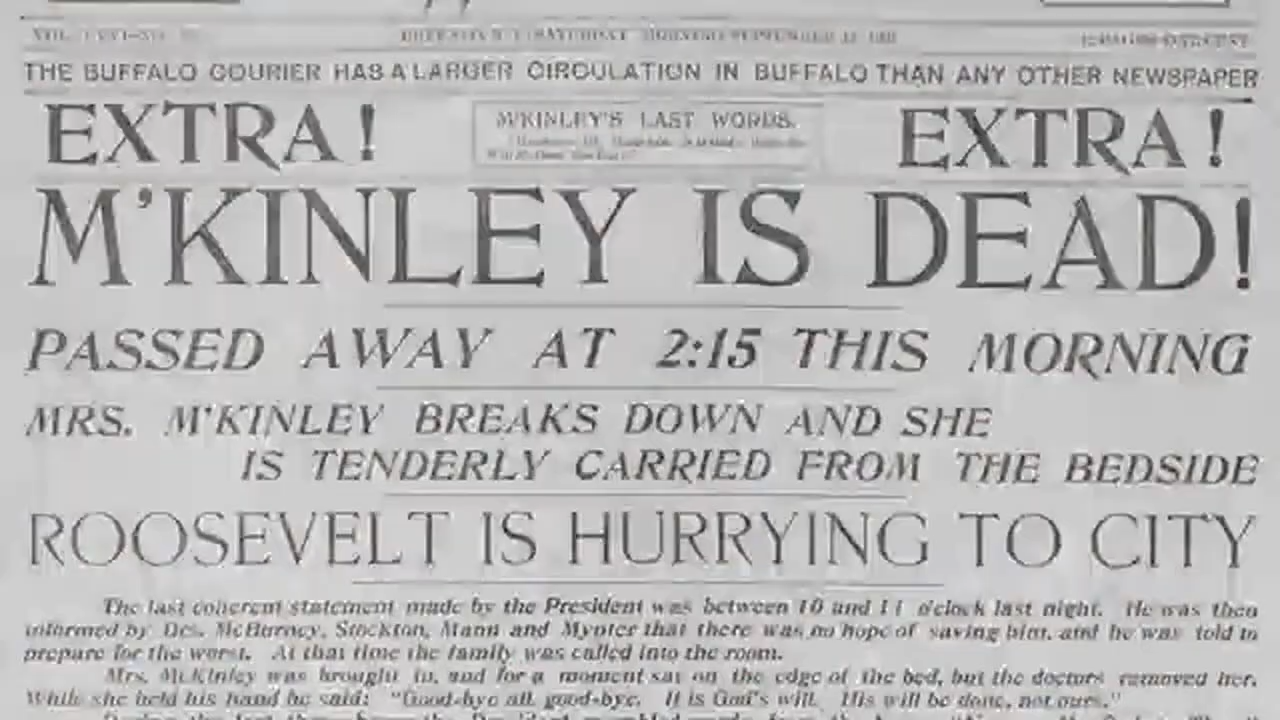 THE BUFFALO COURIER HAS A LARGER CIRCULATION IN BUFFALO THAN ANY OTHER NEWSPAPER
EXTRA!
M'KINLEY'S LAST WORDS.
EXTRA!
M'KINLEY IS DEAD!
PASSED AWAY AT 2:15 THIS MORNING
MRS. M'KINLEY BREAKS DOWN AND SHE
IS TENDERLY CARRIED FROM THE BEDSIDE
ROOSEVELT IS HURRYING TO CITY
The last coherent statement made by the President was between 10 and 11 o'clock last night. He was then
informed by Drs. McBurney, Stockton, Mann and Mynter that there was no hope of saving him, and he was told to
prepare for the worst. At that time the family was called into the room.
Mrs. McKinley was brought in, and for a moment sat on the edge of the bed, but the doctors removed her.
While she held his hand he said: "Good-bye all, good-bye. It is God's will. His will be done, not ours."